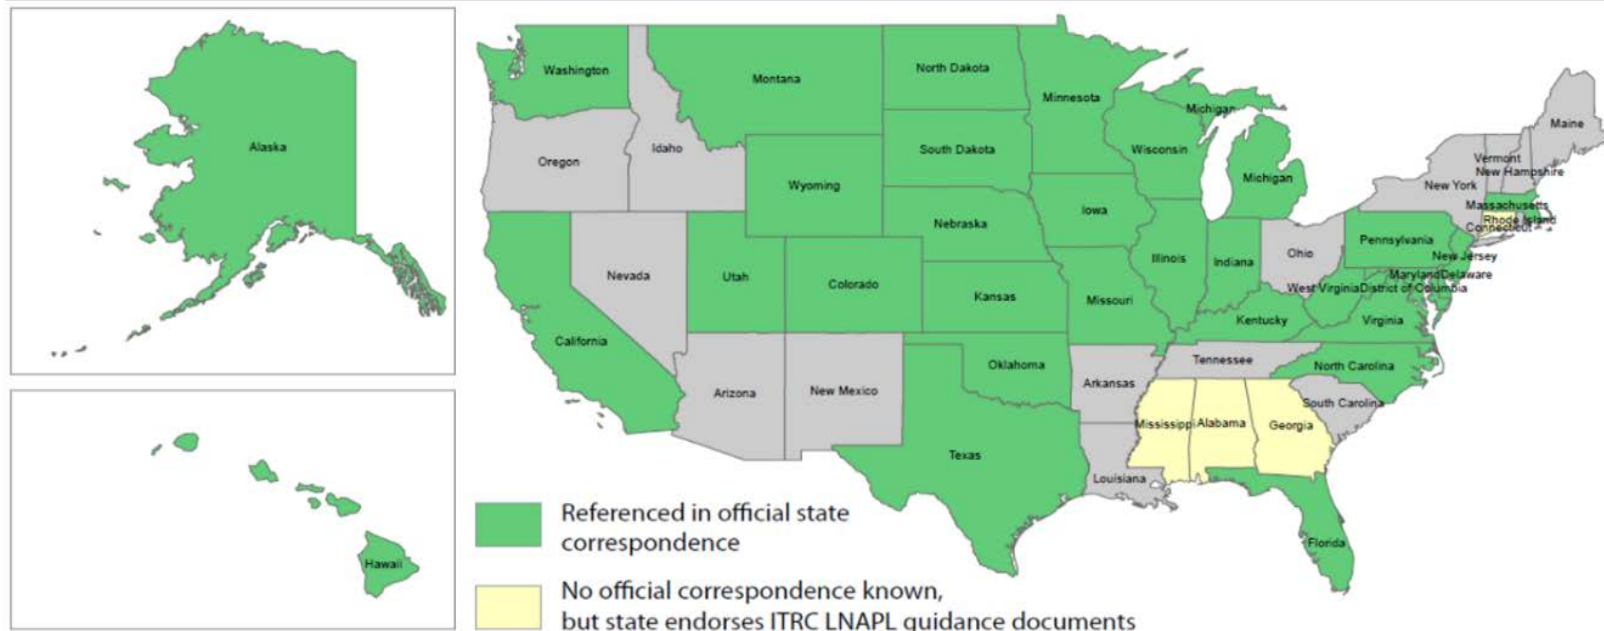 Washington
Montana
North Dakota
Minnesota
Michigan
Maine
Alaska
Oregon
Idaho
South Dakota
Wisconsin
Vermont
New Hampshire
Wyoming
Michigan
New York
Massachusetts
Iowa
Rhode Island
Connecticut
Nebraska
Pennsylvania
New Jersey
Nevada
Utah
Colorado
Illinois
Indiana
Ohio
Maryland Delaware
West Virginia District of Columbia
Kansas
Missouri
Kentucky
Virginia
California
Oklahoma
Tennessee
North Carolina
Arizona
New Mexico
Arkansas
South Carolina
Mississippi Alabama
Georgia
Texas
Louisiana
Florida
Hawaii
Referenced in official state
correspondence
No official correspondence known,
but state endorses ITRC LNAPL guidance documents